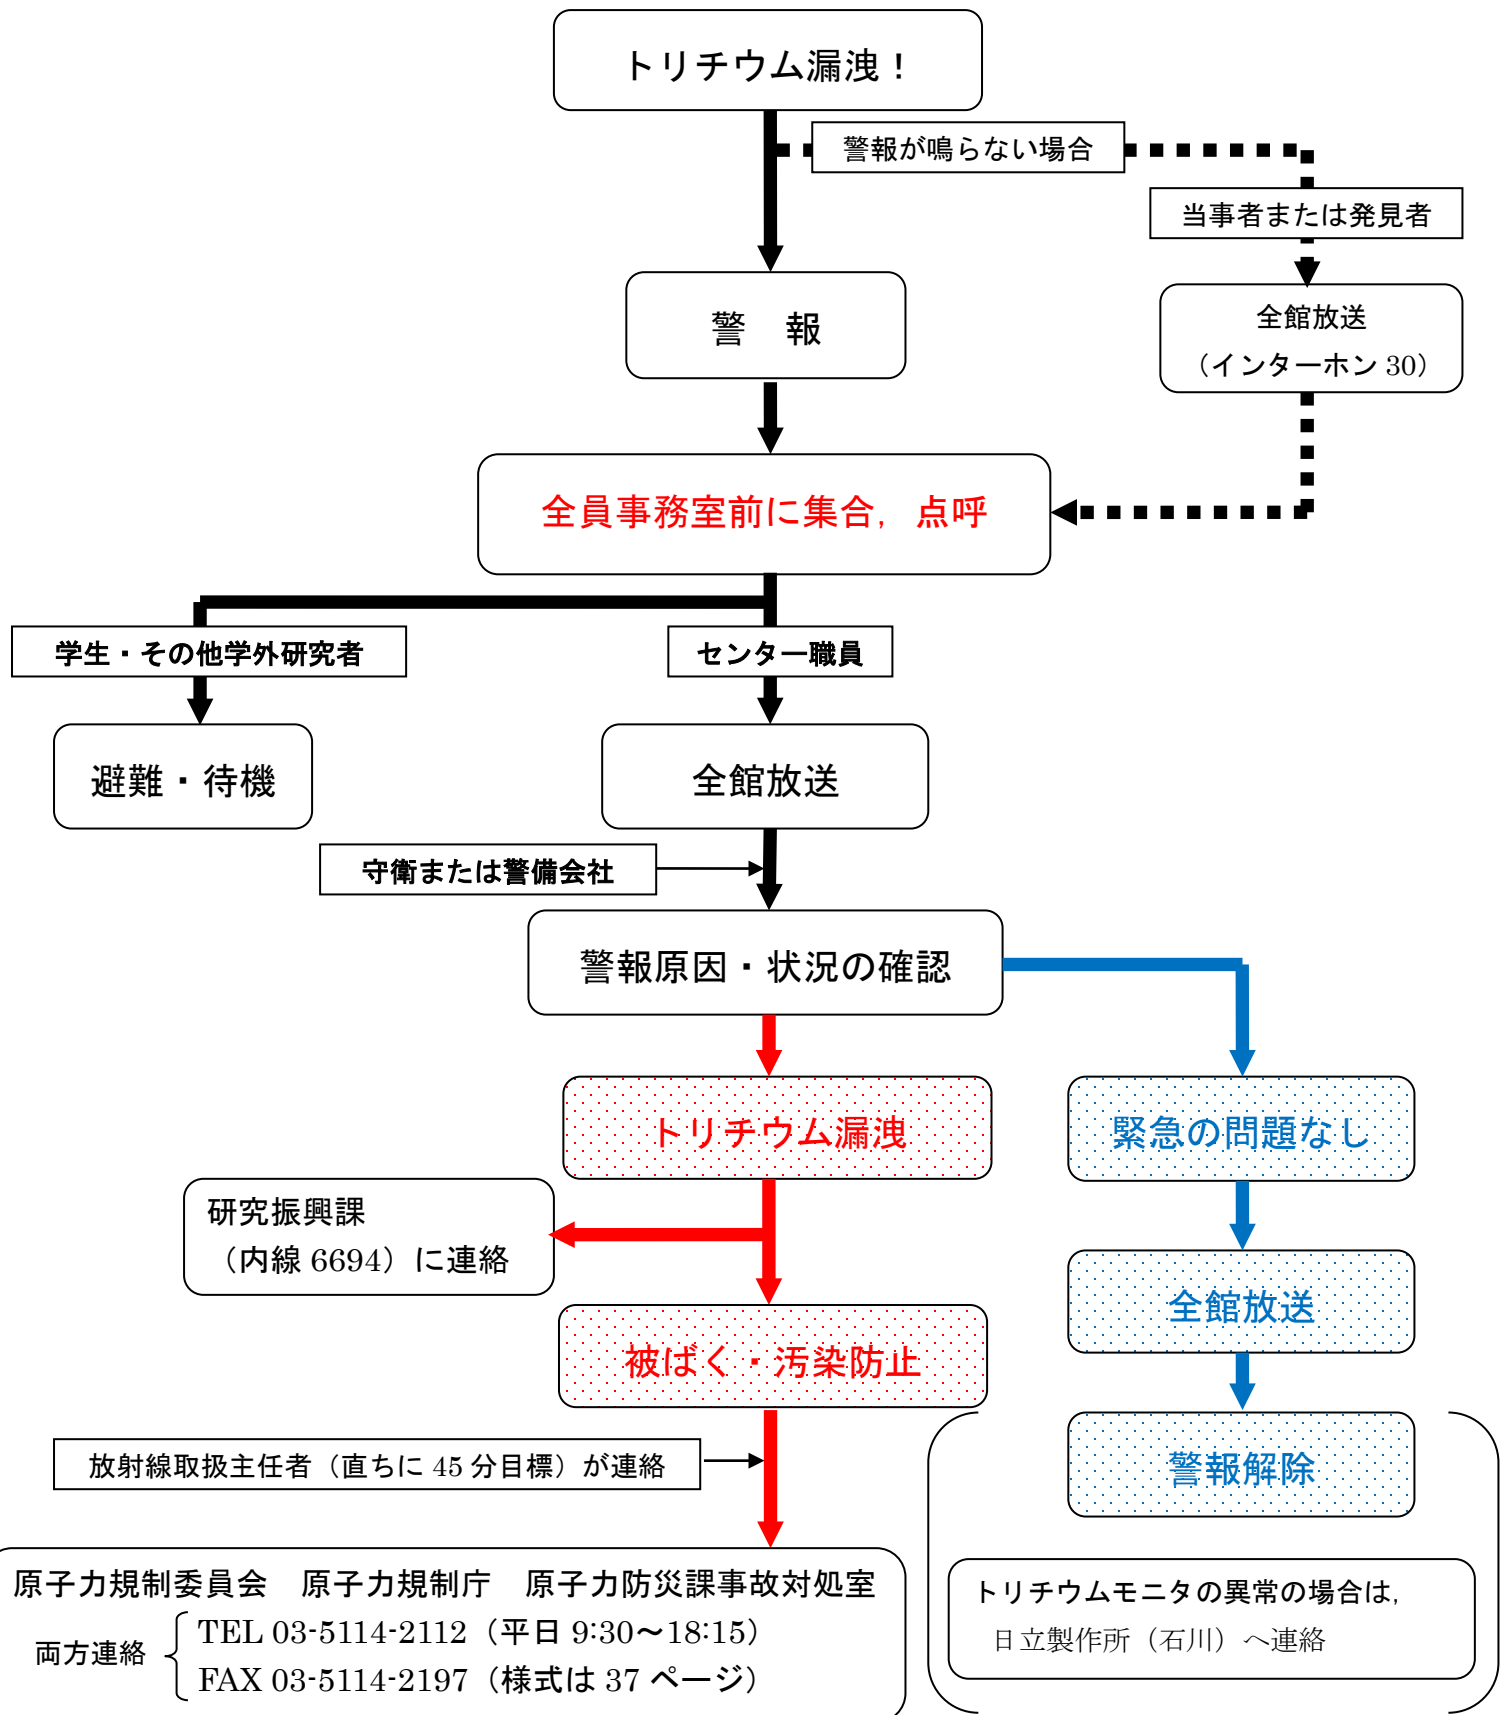 トリチウム漏洩！
警報が鳴らない場合
当事者または発見者
警　報
全館放送
（インターホン 30）
全員事務室前に集合，点呼
学生・その他学外研究者
センター職員
避難・待機
全館放送
守衛または警備会社
警報原因・状況の確認
トリチウム漏洩
緊急の問題なし
研究振興課
（内線 6694）に連絡
全館放送
被ばく・汚染防止
放射線取扱主任者（直ちに 45 分目標）が連絡
警報解除
原子力規制委員会　原子力規制庁　原子力防災課事故対処室
両方連絡
TEL 03-5114-2112（平日 9:30～18:15）
FAX 03-5114-2197（様式は 37 ページ）
トリチウムモニタの異常の場合は，
日立製作所（石川）へ連絡